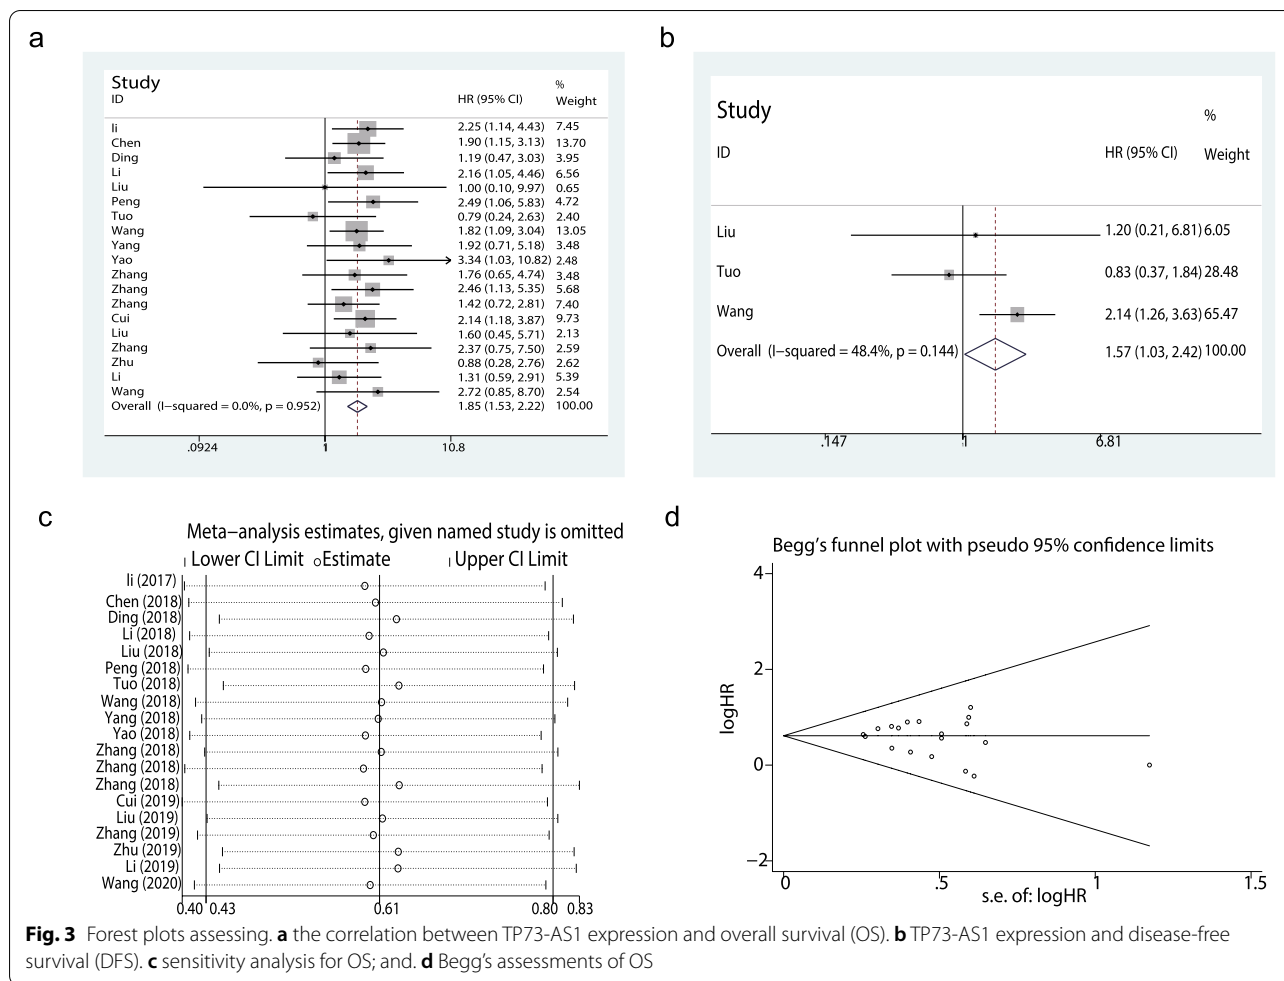 a
Study
ID HR (95% CI) % Weight
li 2.25 (1.14, 4.43) 7.45
Chen 1.90 (1.15, 3.13) 13.70
Ding 1.19 (0.47, 3.03) 3.95
Li 2.16 (1.05, 4.46) 6.56
Liu 1.00 (0.10, 9.97) 0.65
Peng 2.49 (1.06, 5.83) 4.72
Tuo 0.79 (0.24, 2.63) 2.40
Wang 1.82 (1.09, 3.04) 13.05
Yang 1.92 (0.71, 5.18) 3.48
Yao 3.34 (1.03, 10.82) 2.48
Zhang 1.76 (0.65, 4.74) 3.48
Zhang 2.46 (1.13, 5.35) 5.68
Zhang 1.42 (0.72, 2.81) 7.40
Cui 2.14 (1.18, 3.87) 9.73
Liu 1.60 (0.45, 5.71) 2.13
Zhang 2.37 (0.75, 7.50) 2.59
Zhu 0.88 (0.28, 2.76) 2.62
Li 1.31 (0.59, 2.91) 5.39
Wang 2.72 (0.85, 8.70) 2.54
Overall (I−squared = 0.0%, p = 0.952) 1.85 (1.53, 2.22) 100.00
.0924 1 10.8
b
Study
%
ID HR (95% CI) Weight
Liu 1.20 (0.21, 6.81) 6.05
Tuo 0.83 (0.37, 1.84) 28.48
Wang 2.14 (1.26, 3.63) 65.47
Overall (I−squared = 48.4%, p = 0.144) 1.57 (1.03, 2.42) 100.00
.147 1 6.81
c
Meta−analysis estimates, given named study is omitted
Lower CI Limit Estimate Upper CI Limit
li (2017)
Chen (2018)
Ding (2018)
Li (2018)
Liu (2018)
Peng (2018)
Tuo (2018)
Wang (2018)
Yang (2018)
Yao (2018)
Zhang (2018)
Zhang (2018)
Zhang (2018)
Cui (2019)
Liu (2019)
Zhang (2019)
Zhu (2019)
Li (2019)
Wang (2020)
0.40 0.43 0.61 0.80 0.83
d
Begg's funnel plot with pseudo 95% confidence limits
logHR
4
2
0
−2
0 .5 1 1.5
s.e. of: logHR
Fig. 3 Forest plots assessing. a the correlation between TP73-AS1 expression and overall survival (OS). b TP73-AS1 expression and disease-free
survival (DFS). c sensitivity analysis for OS; and. d Begg's assessments of OS